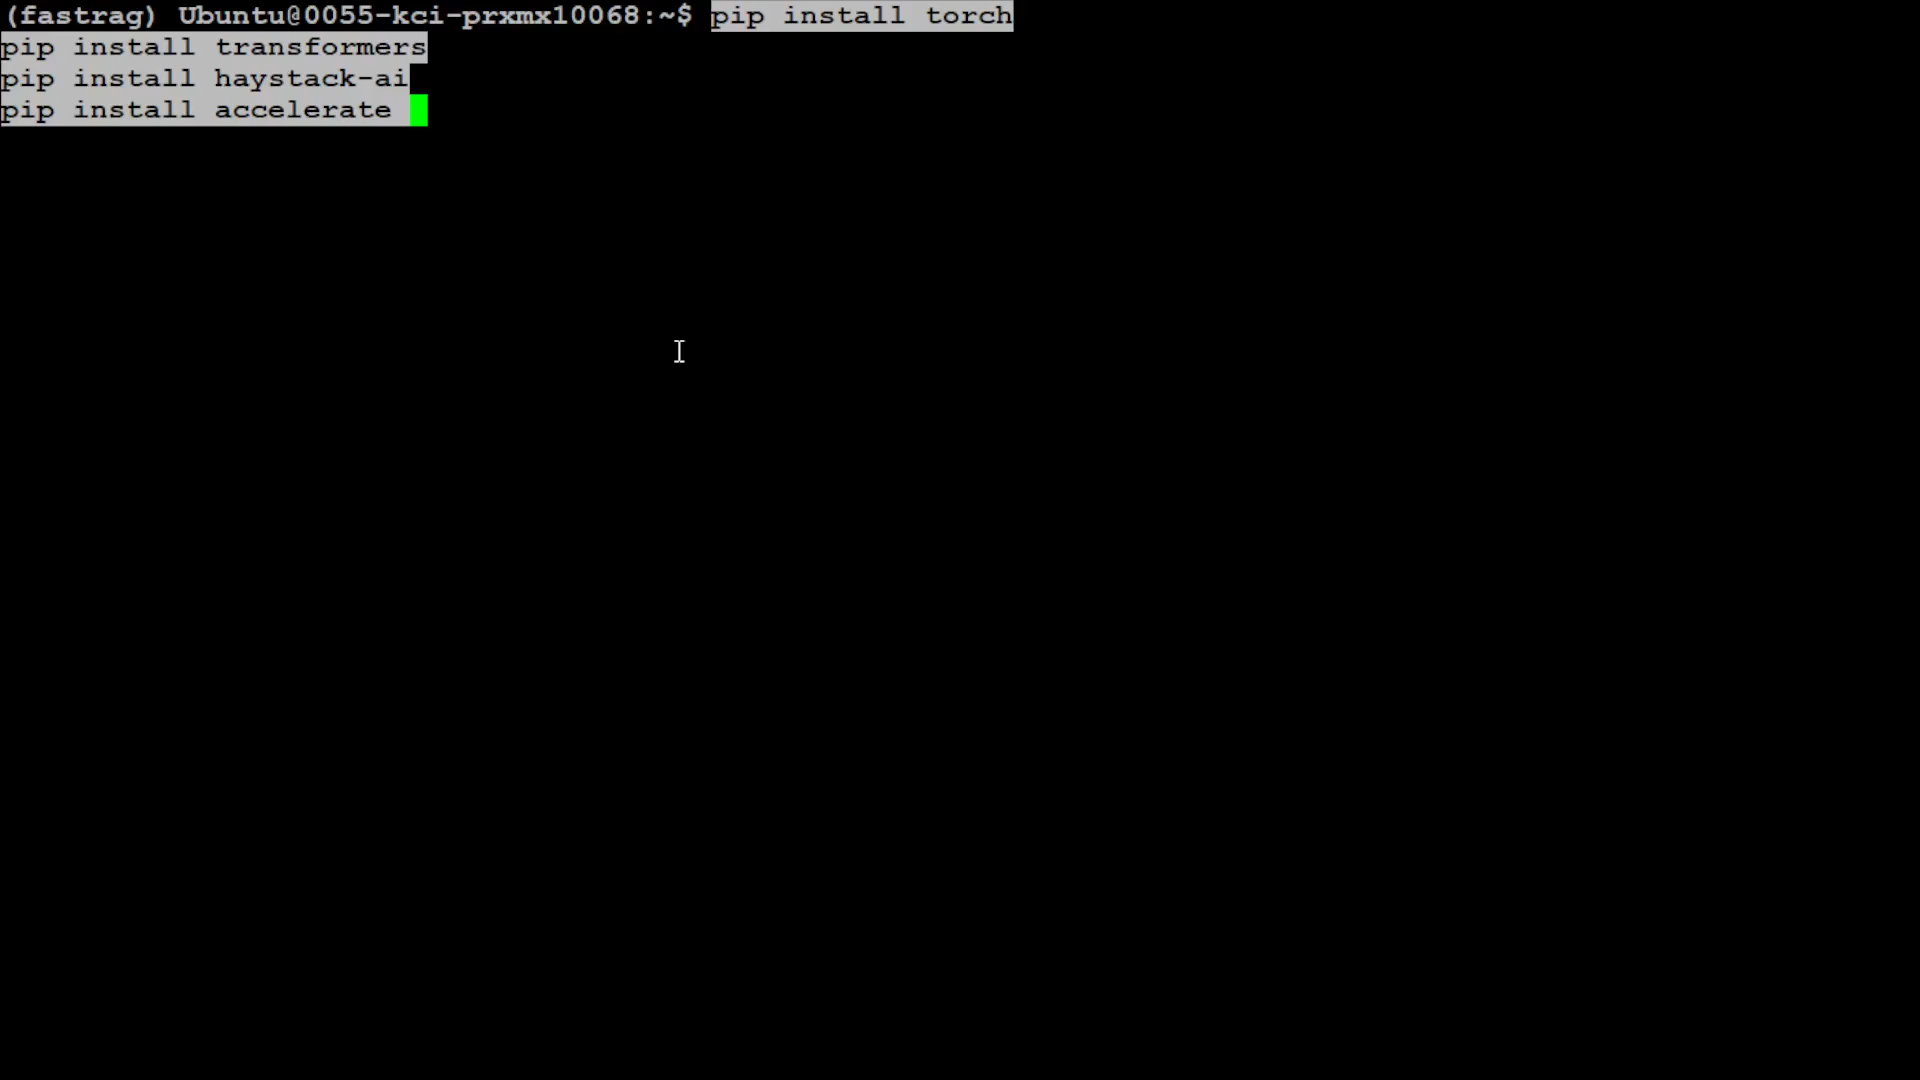 (fastrag) Ubuntu@0055-kci-prxmx10068:~$ pip install torch
pip install transformers
pip install haystack-ai
pip install accelerate